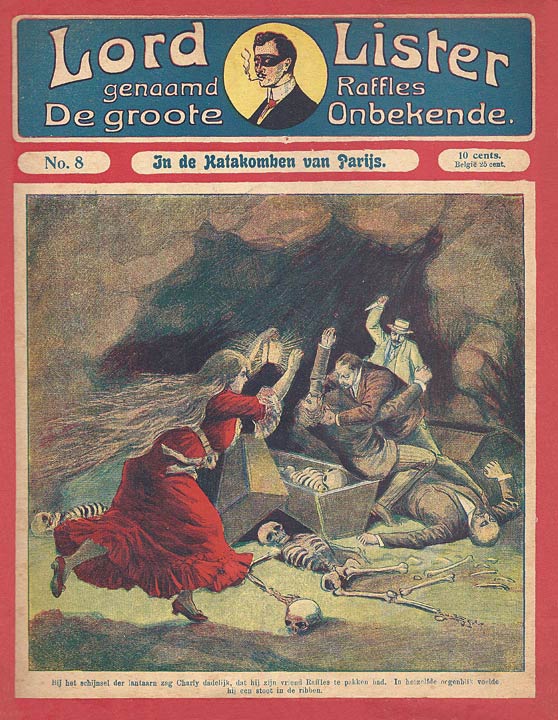 Lord Lister
genaamd Raffles
De groote Onbekende.
No. 8
In de Katakomben van Parijs.
10 cents.
België 25 cent.
Bij het schijnsel der lantaarn zag Charly dadelijk, dat hij zijn vriend Raffles te pakken had. In hetzelfde oogenblik voelde
hij een stoot in de ribben.